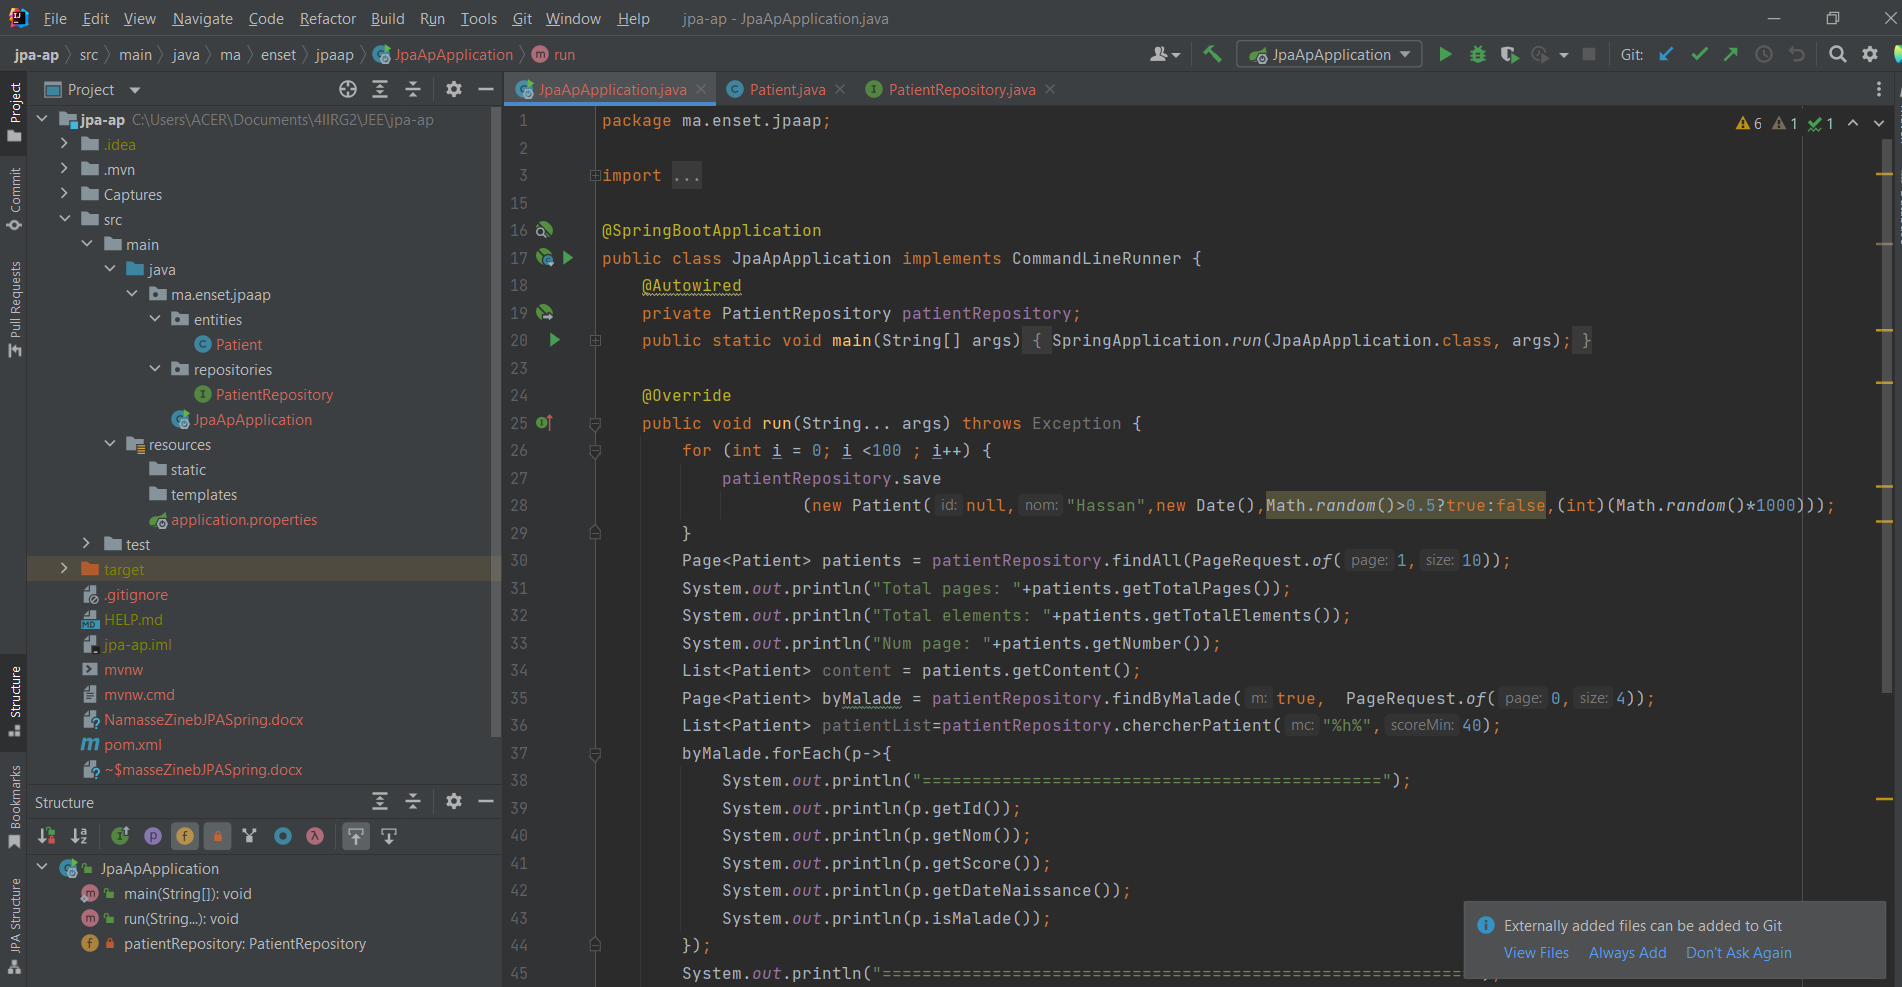 File Edit View Navigate Code Refactor Build Run Tools Git Window Help jpa-ap - JpaApApplication.java
jpa-ap src main java ma enset jpaap JpaApApplication run JpaApApplication Git:
Project
JpaApApplication.java Patient.java PatientRepository.java
Project
Commit
Pull Requests
Structure
Bookmarks
JPA Structure
jpa-ap C:\Users\ACER\Documents\4IIRG2\JEE\jpa-ap
.idea
.mvn
Captures
src
main
java
ma.enset.jpaap
entities
Patient
repositories
PatientRepository
JpaApApplication
resources
static
templates
application.properties
test
target
.gitignore
HELP.md
jpa-ap.iml
mvnw
mvnw.cmd
NamasseZinebJPASpring.docx
pom.xml
~$masseZinebJPASpring.docx
Structure
JpaApApplication
main(String[]): void
run(String...): void
patientRepository: PatientRepository
6 1 1
1 package ma.enset.jpaap;
2
3 import ...
15
16 @SpringBootApplication
17 public class JpaApApplication implements CommandLineRunner {
18 @Autowired
19 private PatientRepository patientRepository;
20 public static void main(String[] args) { SpringApplication.run(JpaApApplication.class, args); }
23
24 @Override
25 public void run(String... args) throws Exception {
26 for (int i = 0; i <100 ; i++) {
27 patientRepository.save
28 (new Patient( id: null, nom: "Hassan",new Date(),Math.random()>0.5?true:false,(int)(Math.random()*1000)));
29 }
30 Page<Patient> patients = patientRepository.findAll(PageRequest.of( page: 1, size: 10));
31 System.out.println("Total pages: "+patients.getTotalPages());
32 System.out.println("Total elements: "+patients.getTotalElements());
33 System.out.println("Num page: "+patients.getNumber());
34 List<Patient> content = patients.getContent();
35 Page<Patient> byMalade = patientRepository.findByMalade( m: true, PageRequest.of( page: 0, size: 4));
36 List<Patient> patientList=patientRepository.chercherPatient( mc: "%h%", scoreMin: 40);
37 byMalade.forEach(p->{
38 System.out.println("==============================================");
39 System.out.println(p.getId());
40 System.out.println(p.getNom());
41 System.out.println(p.getScore());
42 System.out.println(p.getDateNaissance());
43 System.out.println(p.isMalade());
44 });
45 System.out.println("==========================================================
Externally added files can be added to Git
View Files Always Add Don't Ask Again